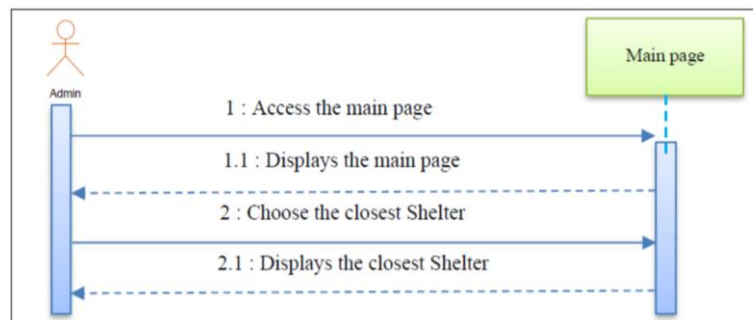 Main page
Admin
1 : Access the main page
1.1 : Displays the main page
2 : Choose the closest Shelter
2.1 : Displays the closest Shelter